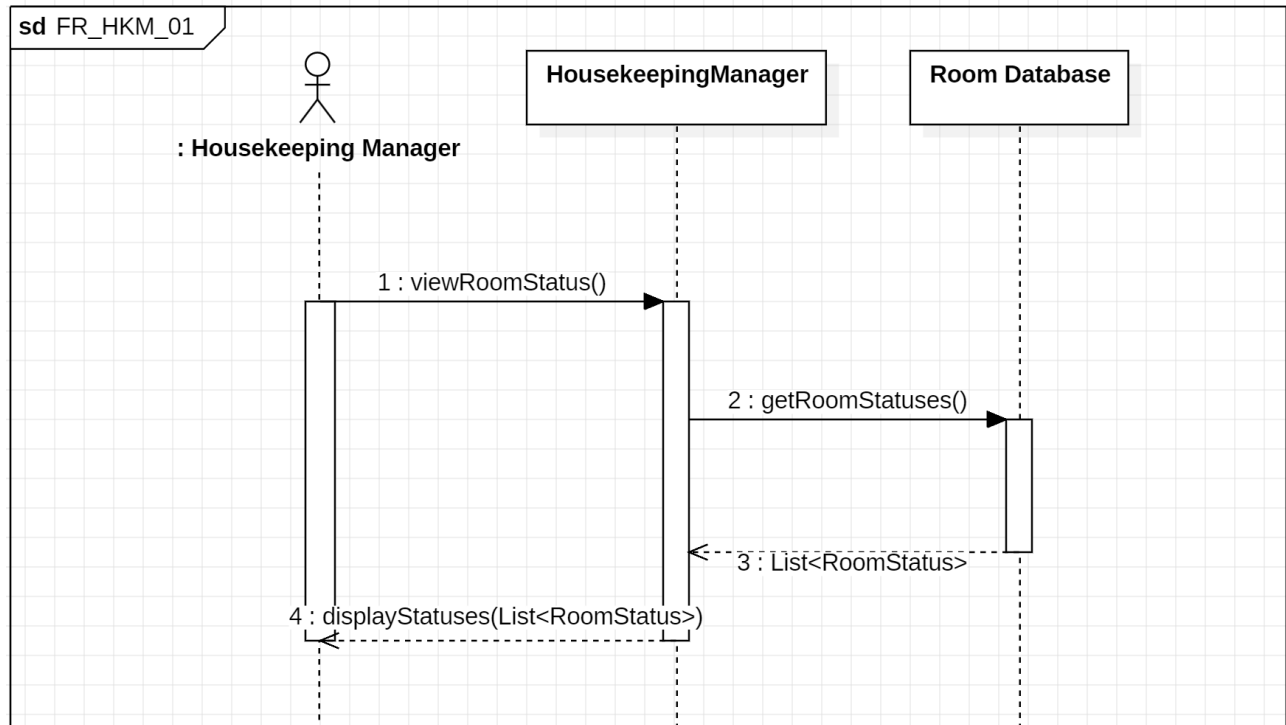 sd FR_HKM_01
HousekeepingManager
Room Database
: Housekeeping Manager
1 : viewRoomStatus()
2 : getRoomStatuses()
3 : List<RoomStatus>
4 : displayStatuses(List<RoomStatus>)